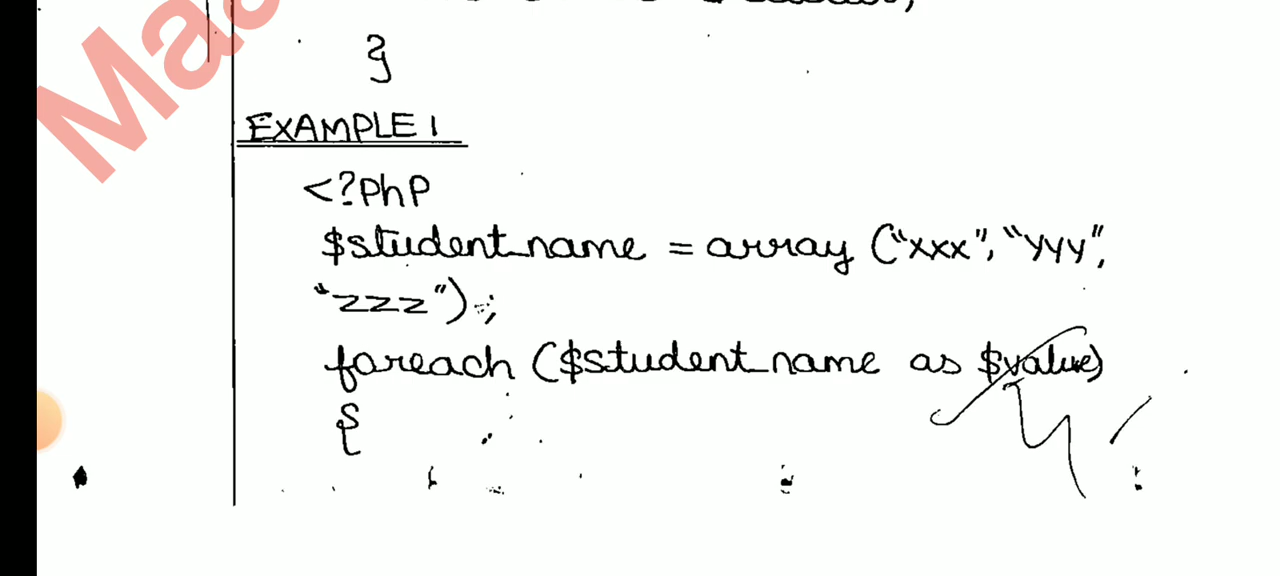 }
EXAMPLE 1
<?PhP
$student_name = array ("xxx", "yyy",
"zzz");
foreach ($student_name as $value)
{